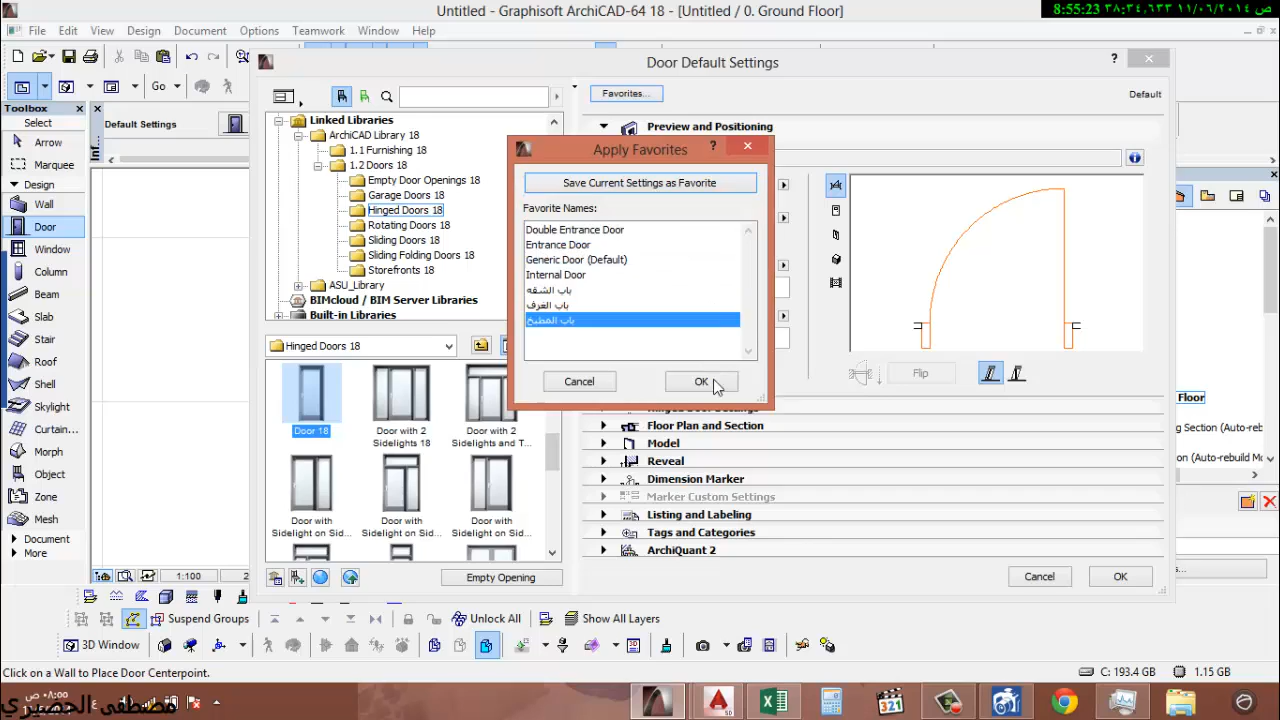 Untitled - Graphisoft ArchiCAD-64 18 - [Untitled / 0. Ground Floor]
8:55:23 ص ٣٨:٣٤,٦٣٣ ١١/٠٦/٢٠١٤
File Edit View Design Document Options Teamwork Window Help
Door Default Settings
?
Go
Toolbox
Select
Arrow
Marquee
Design
Wall
Door
Window
Column
Beam
Slab
Stair
Roof
Shell
Skylight
Curtain...
Morph
Object
Zone
Mesh
Document
More
Default Settings
Linked Libraries
ArchiCAD Library 18
1.1 Furnishing 18
1.2 Doors 18
Empty Door Openings 18
Garage Doors 18
Hinged Doors 18
Rotating Doors 18
Sliding Doors 18
Sliding Folding Doors 18
Storefronts 18
ASU_Library
BIMcloud / BIM Server Libraries
Built-in Libraries
Hinged Doors 18
Door 18
Door with 2 Sidelights 18
Door with 2 Sidelights and T...
Door with Sidelight on Sid...
Door with Sidelight on Sid...
Door with Sidelight on Sid...
Empty Opening
Favorites...
Default
Preview and Positioning
Apply Favorites
?
Save Current Settings as Favorite
Favorite Names:
Double Entrance Door
Entrance Door
Generic Door (Default)
Internal Door
باب الشقه
باب الغرف
باب المطبخ
Cancel
OK
Flip
Floor Plan and Section
Model
Reveal
Dimension Marker
Marker Custom Settings
Listing and Labeling
Tags and Categories
ArchiQuant 2
Cancel
OK
Floor
Section (Auto-reb
(Auto-rebuild Mo
1:100
Suspend Groups
Unlock All
Show All Layers
3D Window
Click on a Wall to Place Door Centerpoint.
C: 193.4 GB
1.15 GB
٠٨:٥٥ ص
مصطفى الحصيري